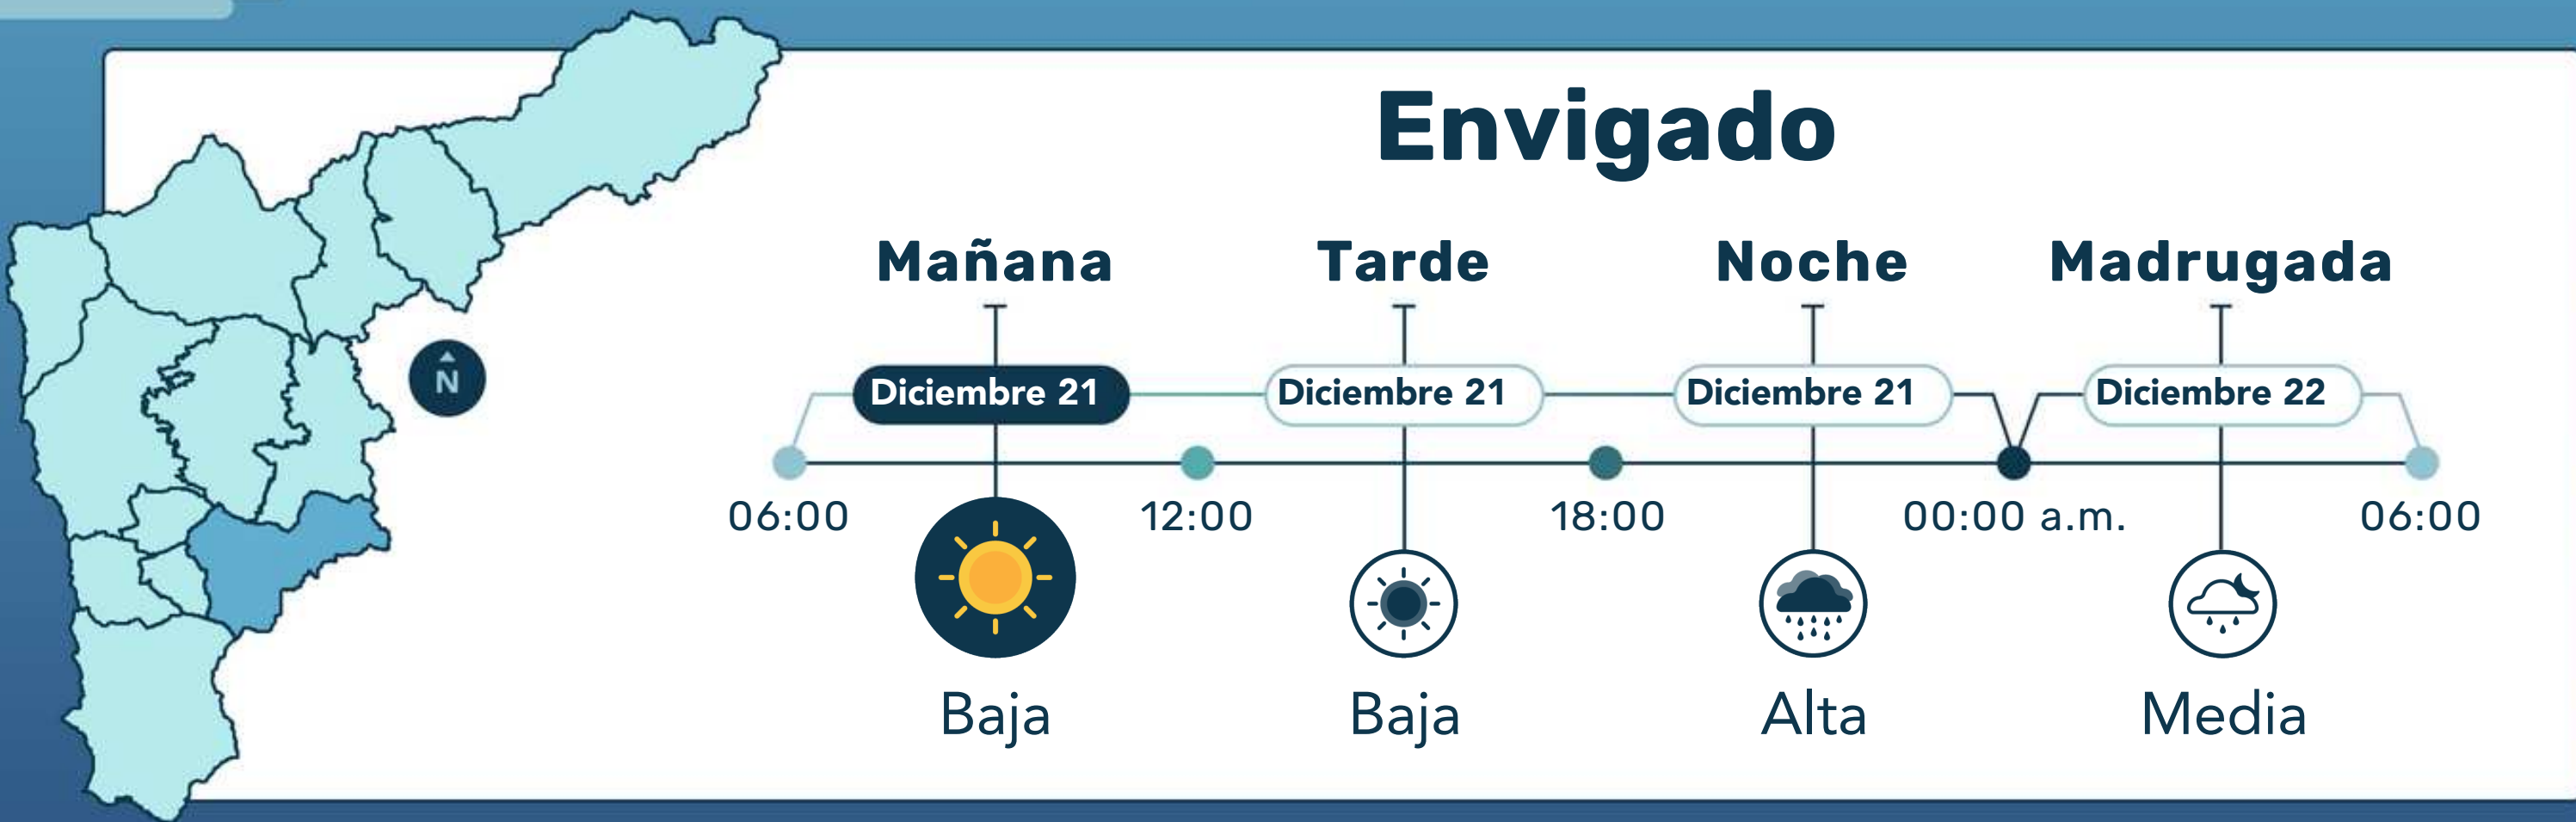 Envigado
Mañana Tarde Noche Madrugada
Diciembre 21 Diciembre 21 Diciembre 21 Diciembre 22
N
06:00 12:00 18:00 00:00 a.m. 06:00
Baja Baja Alta Media